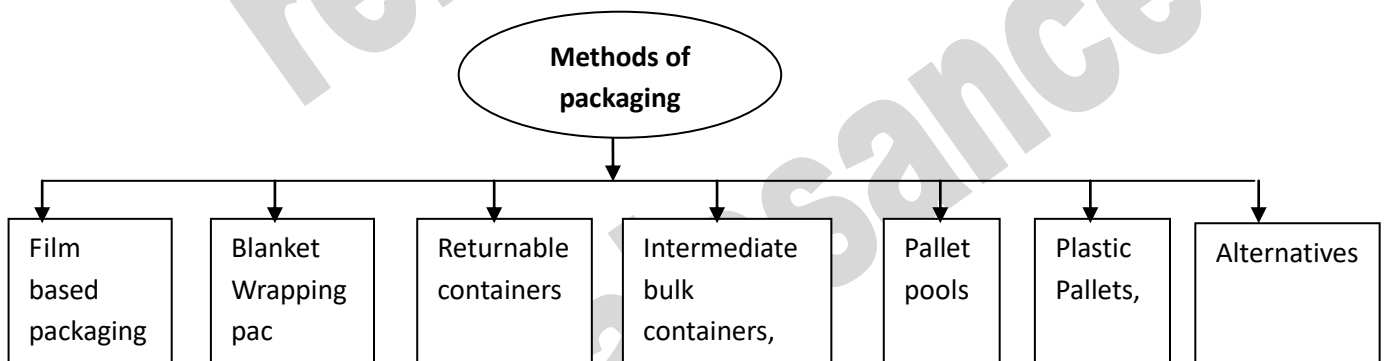 Methods of
packaging
Film
based
packaging
Blanket
Wrapping
pac
Returnable
containers
Intermediate
bulk
containers,
Pallet
pools
Plastic
Pallets,
Alternatives